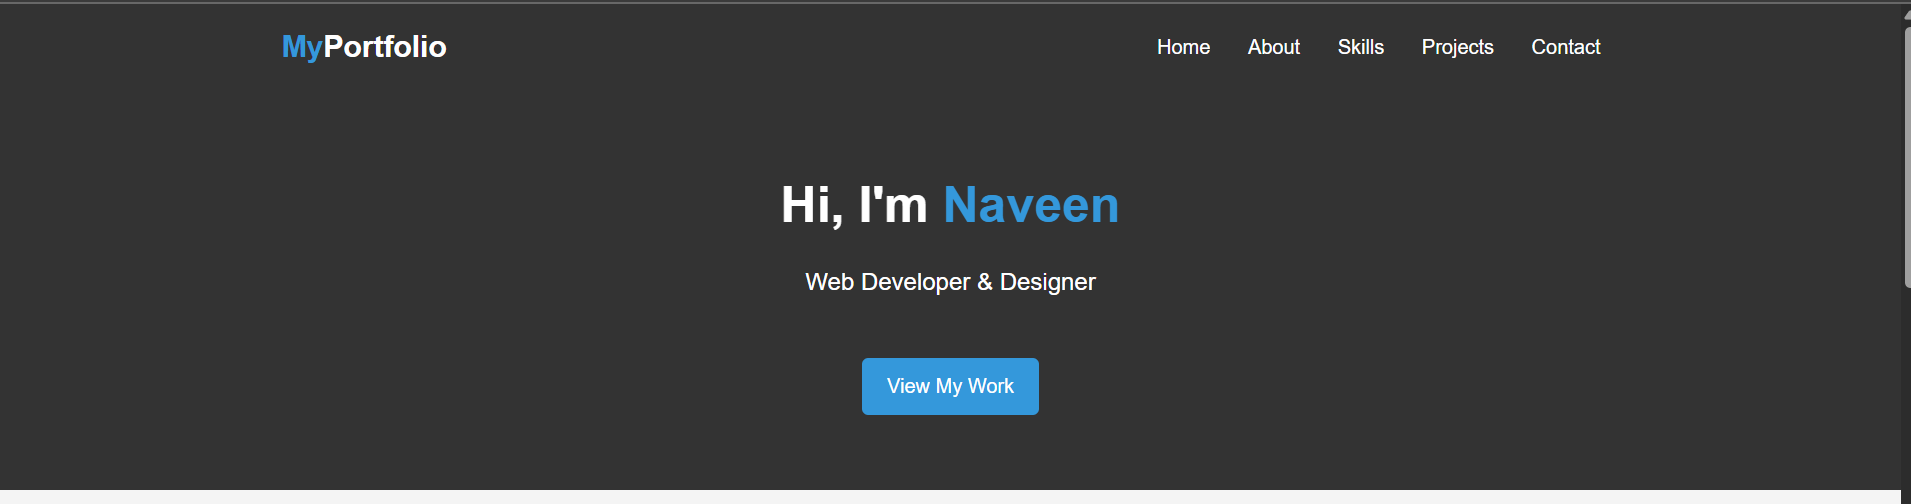 MyPortfolio Home About Skills Projects Contact
Hi, I'm Naveen
Web Developer & Designer
View My Work